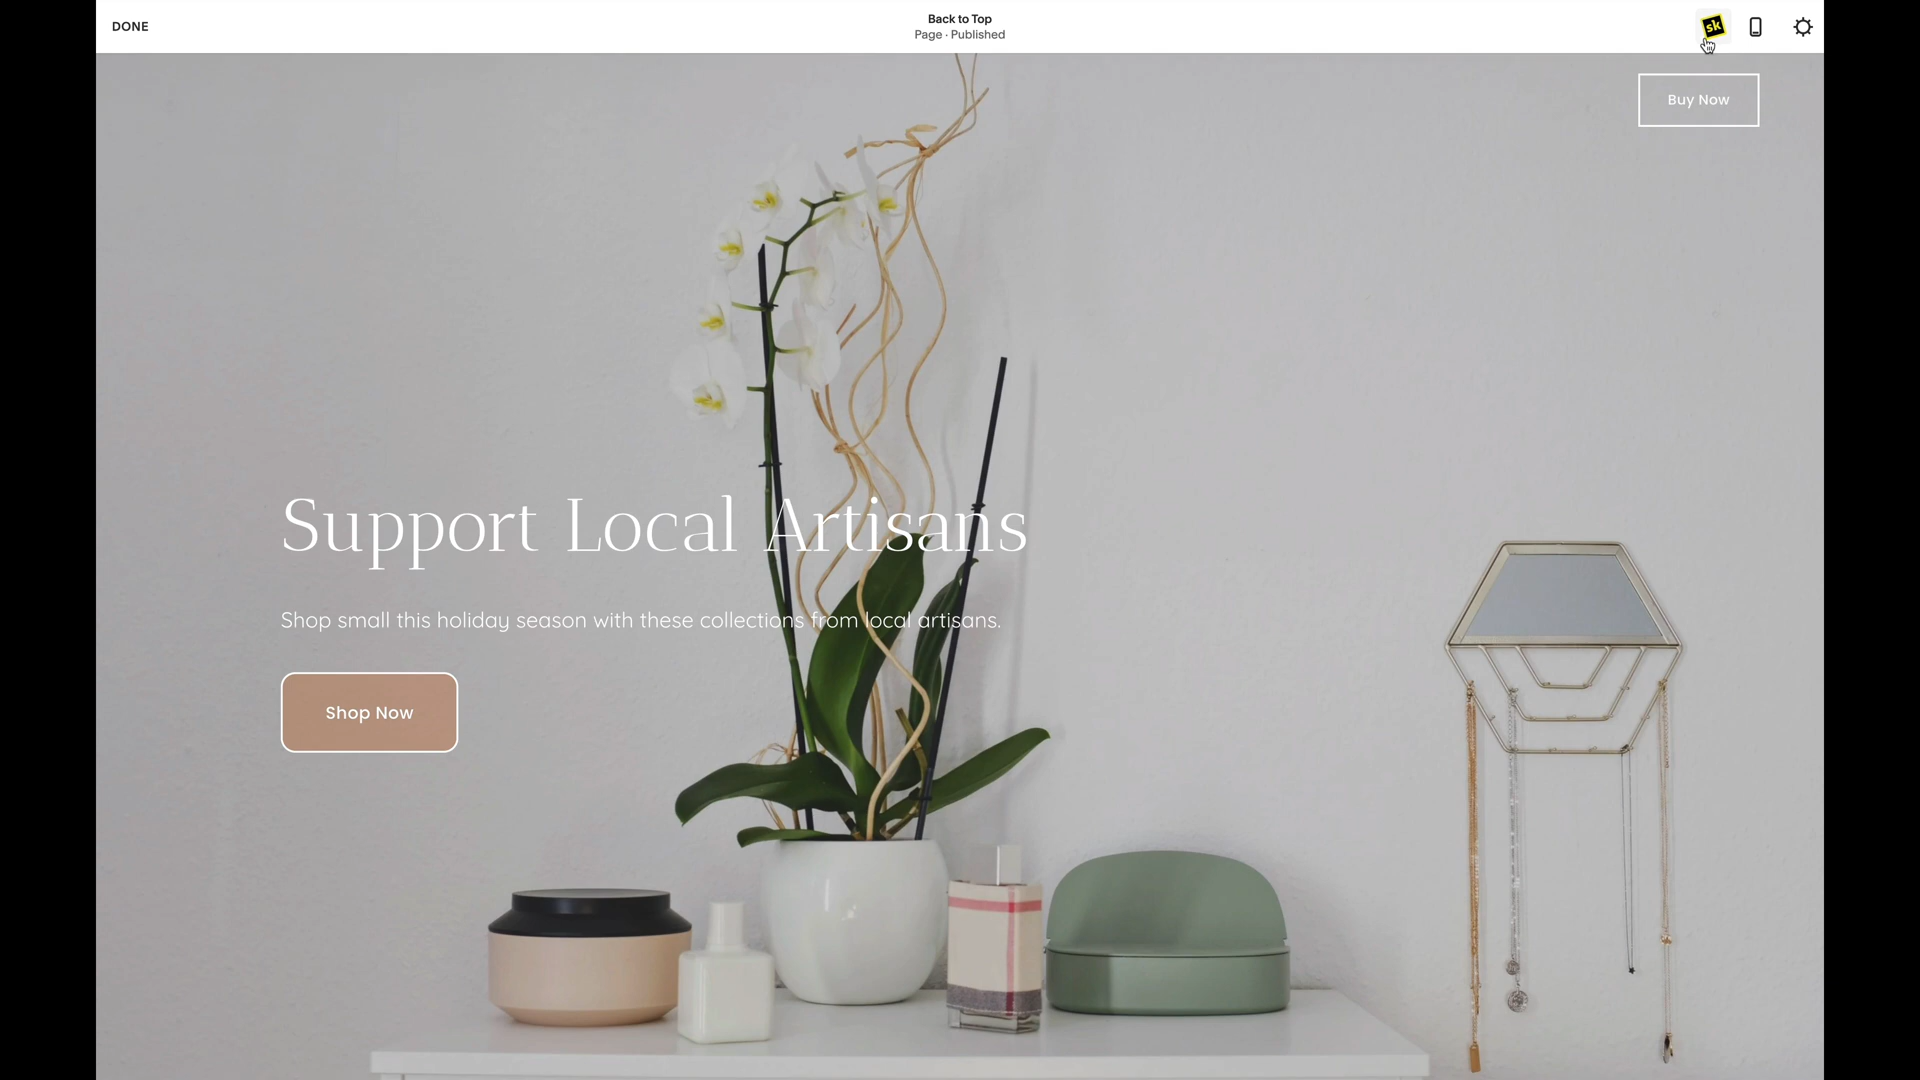 DONE
Back to Top
Page · Published
sk
Buy Now
Support Local Artisans
Shop small this holiday season with these collections from local artisans.
Shop Now